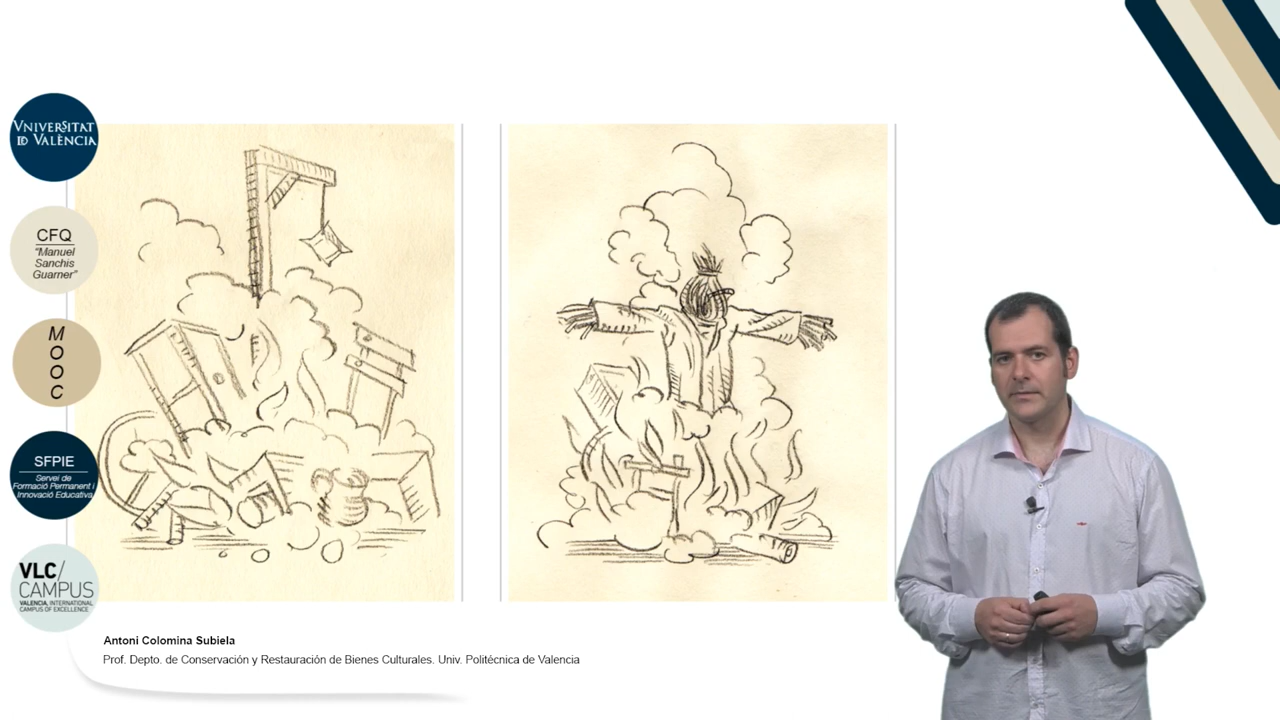 VNIVERSITAT
ID VALÈNCIA
CFQ
"Manuel
Sanchis
Guarner"
M
O
O
C
SFPIE
Servei de
Formació Permanent i
Innovació Educativa
VLC/
CAMPUS
VALENCIA, INTERNATIONAL
CAMPUS OF EXCELLENCE
Antoni Colomina Subiela
Prof. Depto. de Conservación y Restauración de Bienes Culturales. Univ. Politécnica de Valencia